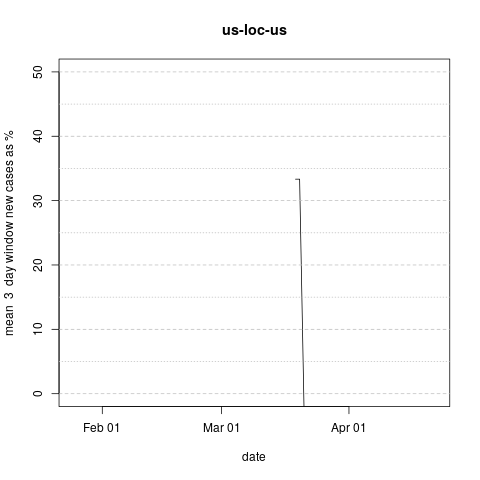 us-loc-us
mean  3  day window new cases as %
50
40
30
20
10
0
Feb 01
Mar 01
Apr 01
date